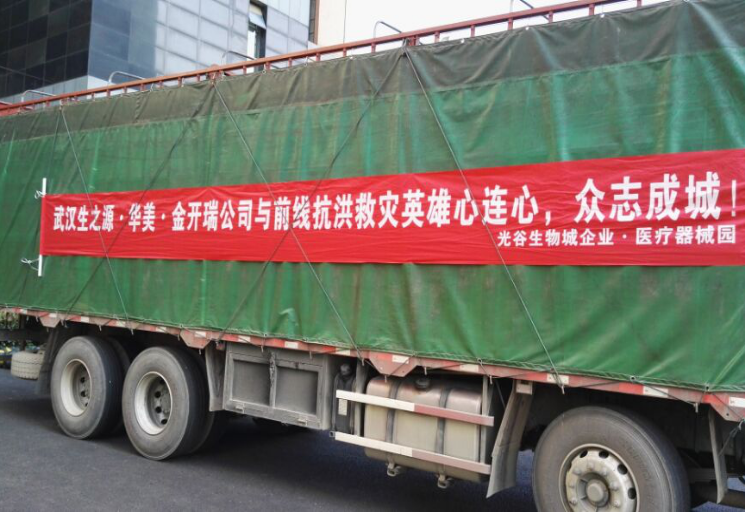 武汉生之源·华美·金开瑞公司与前线抗洪救灾英雄心连心，众志成城！
光谷生物城企业·医疗器械园